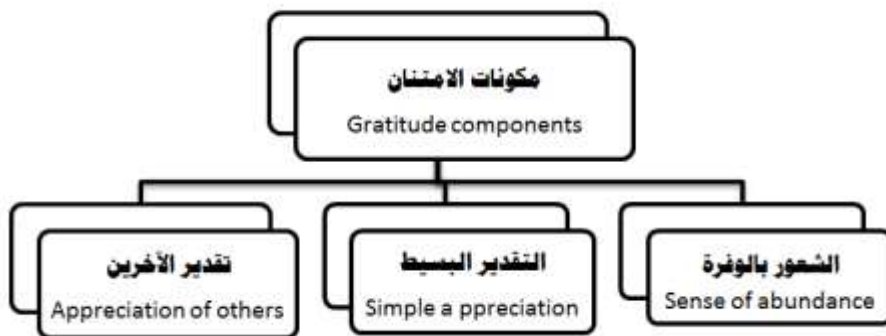 مكونات الامتنان
Gratitude components
الشعور بالوفرة
Sense of abundance
التقدير البسيط
Simple a ppreciation
تقدير الآخرين
Appreciation of others